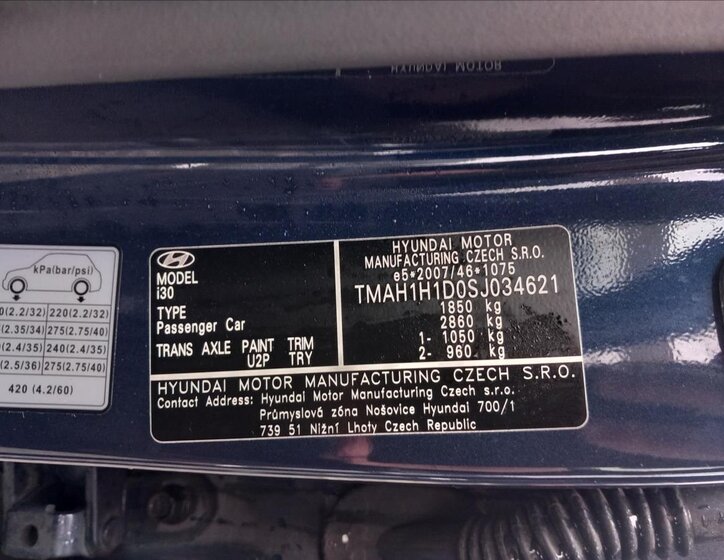 kPa(bar/psi)
220(2.2/32)
275(2.75/40)
240(2.4/35)
275(2.75/40)
420 (4.2/60)
MODEL
i30
TYPE
Passenger Car
TRANS AXLE PAINT TRIM
U2P TRY
HYUNDAI MOTOR
MANUFACTURING CZECH S.R.O.
e5*2007/46*1075
TMAH1H1D0SJ034621
1850 kg
2860 kg
1- 1050 kg
2- 960 kg
HYUNDAI MOTOR MANUFACTURING CZECH S.R.O.
Contact Address: Hyundai Motor Manufacturing Czech s.r.o.
Průmyslová zóna Nošovice Hyundai 700/1
739 51 Nižní Lhoty Czech Republic